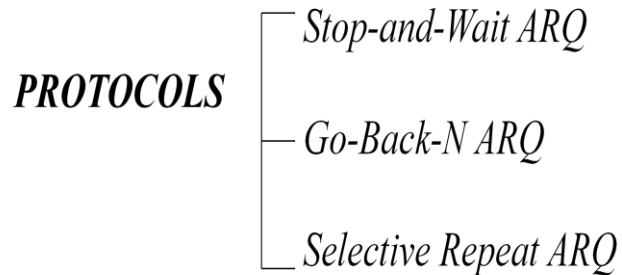 Stop-and-Wait ARQ
PROTOCOLS
Go-Back-N ARQ
Selective Repeat ARQ